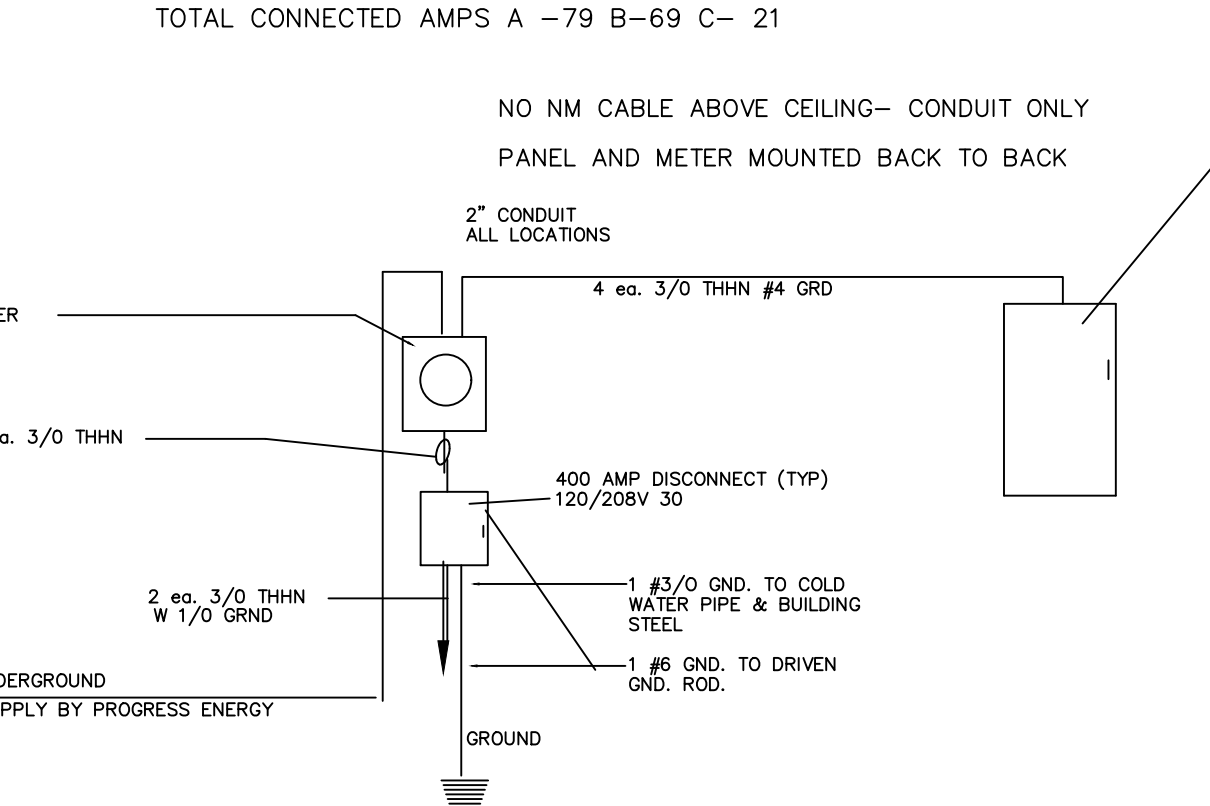 TOTAL CONNECTED AMPS A -79 B-69 C- 21
NO NM CABLE ABOVE CEILING- CONDUIT ONLY
PANEL AND METER MOUNTED BACK TO BACK
2" CONDUIT
ALL LOCATIONS
4 ea. 3/0 THHN #4 GRD
ER
a. 3/0 THHN
400 AMP DISCONNECT (TYP)
120/208V 30
2 ea. 3/0 THHN
W 1/0 GRND
1 #3/0 GND. TO COLD
WATER PIPE & BUILDING
STEEL
1 #6 GND. TO DRIVEN
GND. ROD.
DERGROUND
PPLY BY PROGRESS ENERGY
GROUND